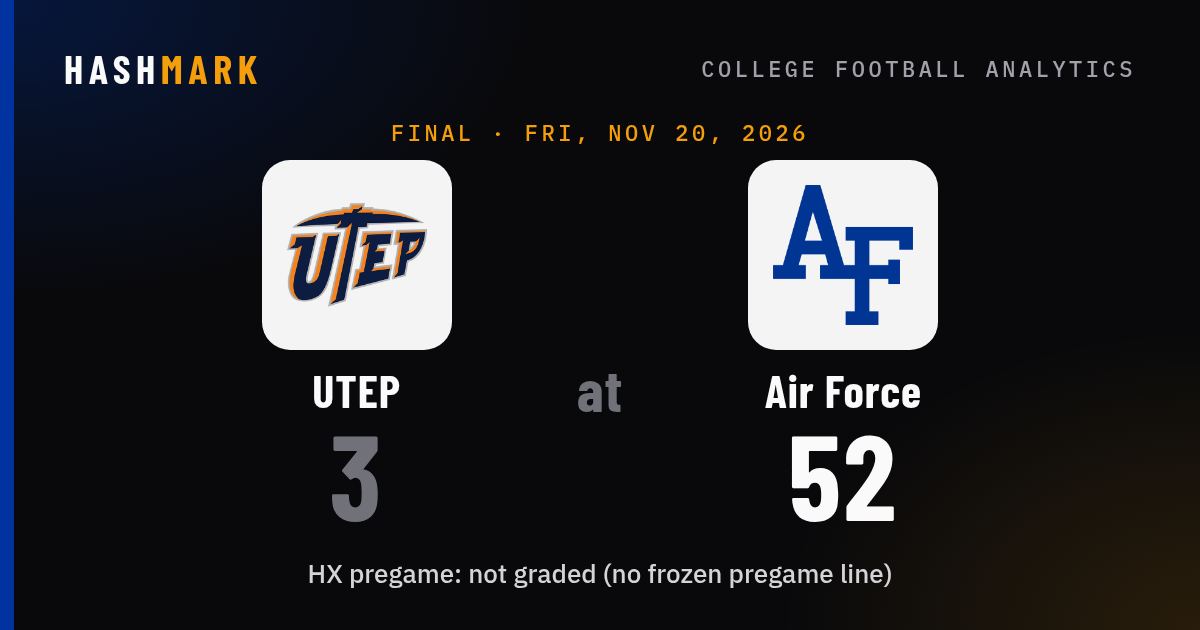 HASHMARK
COLLEGE FOOTBALL ANALYTICS
FINAL · FRI, NOV 20, 2026
UTEP
AF
UTEP
at
Air Force
3
52
HX pregame: not graded (no frozen pregame line)